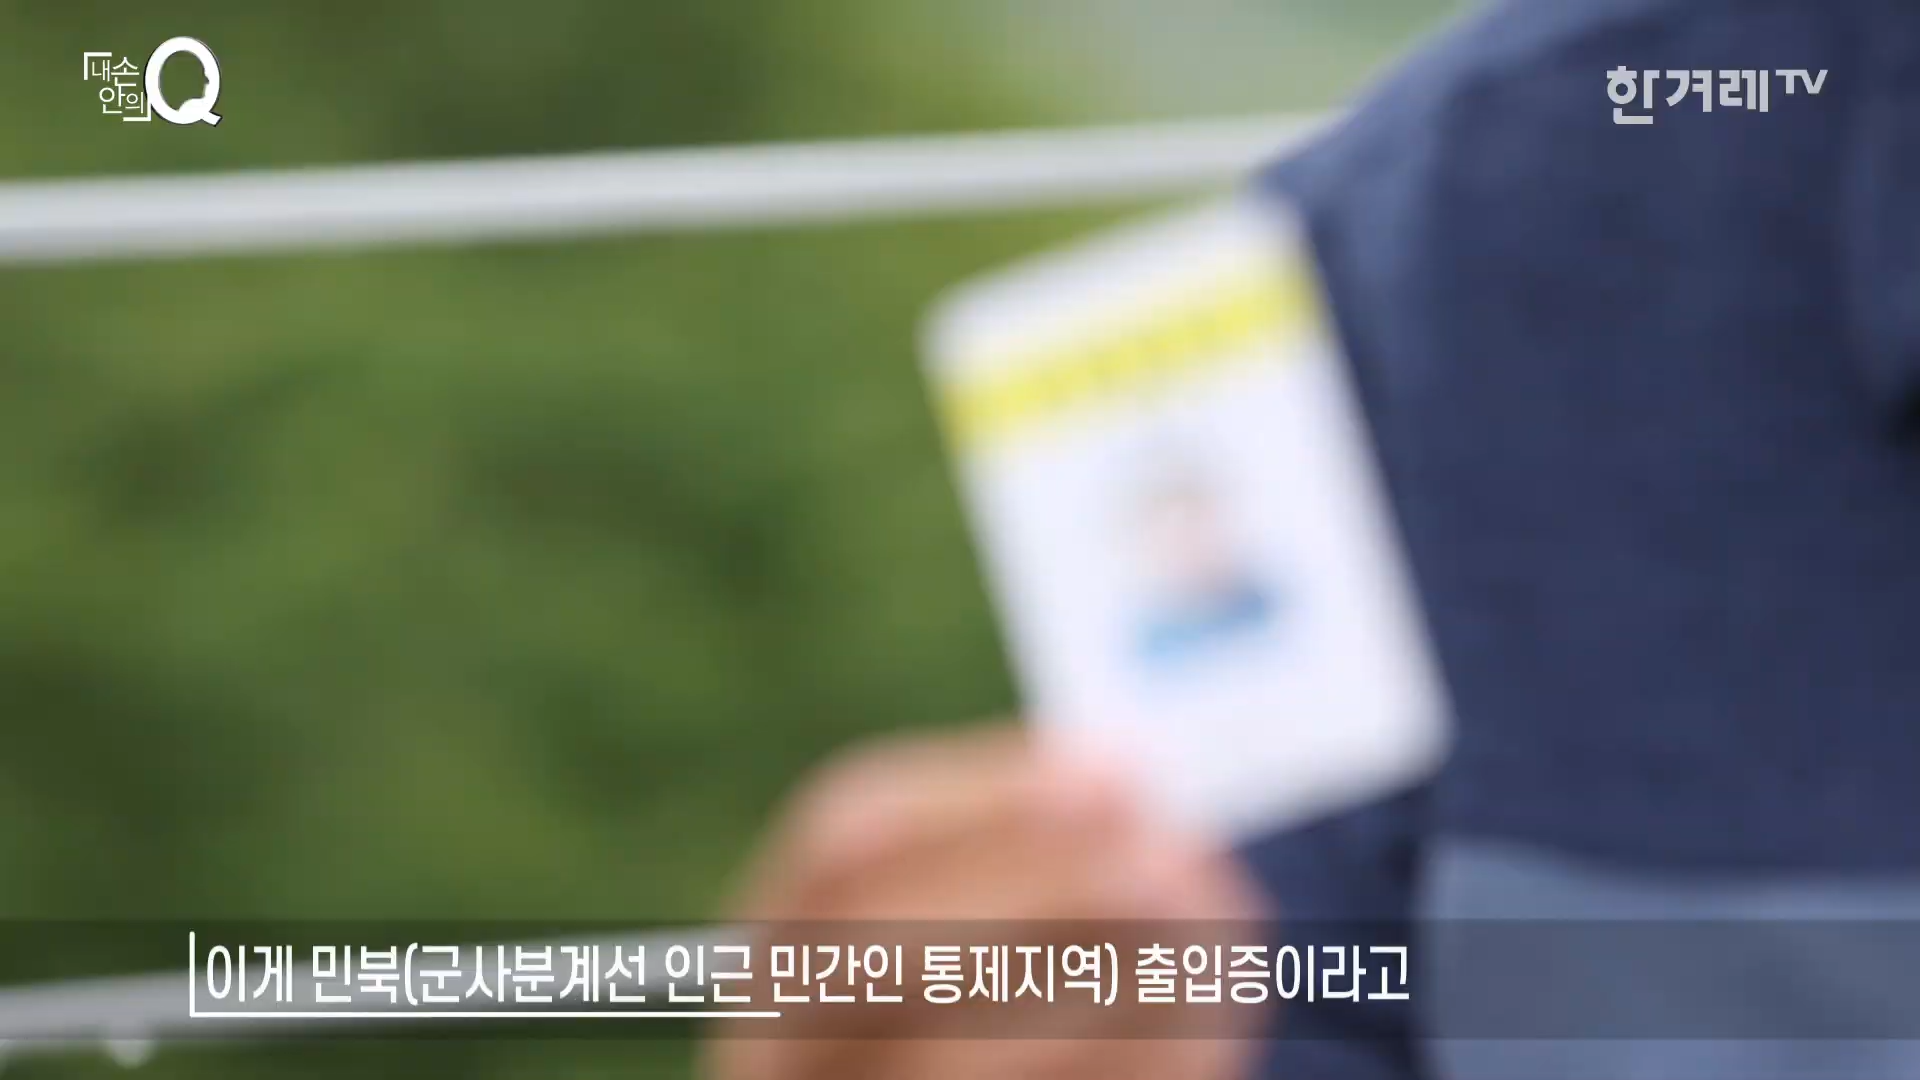 내손
안의
Q
한겨레TV
이게 민북(군사분계선 인근 민간인 통제지역) 출입증이라고